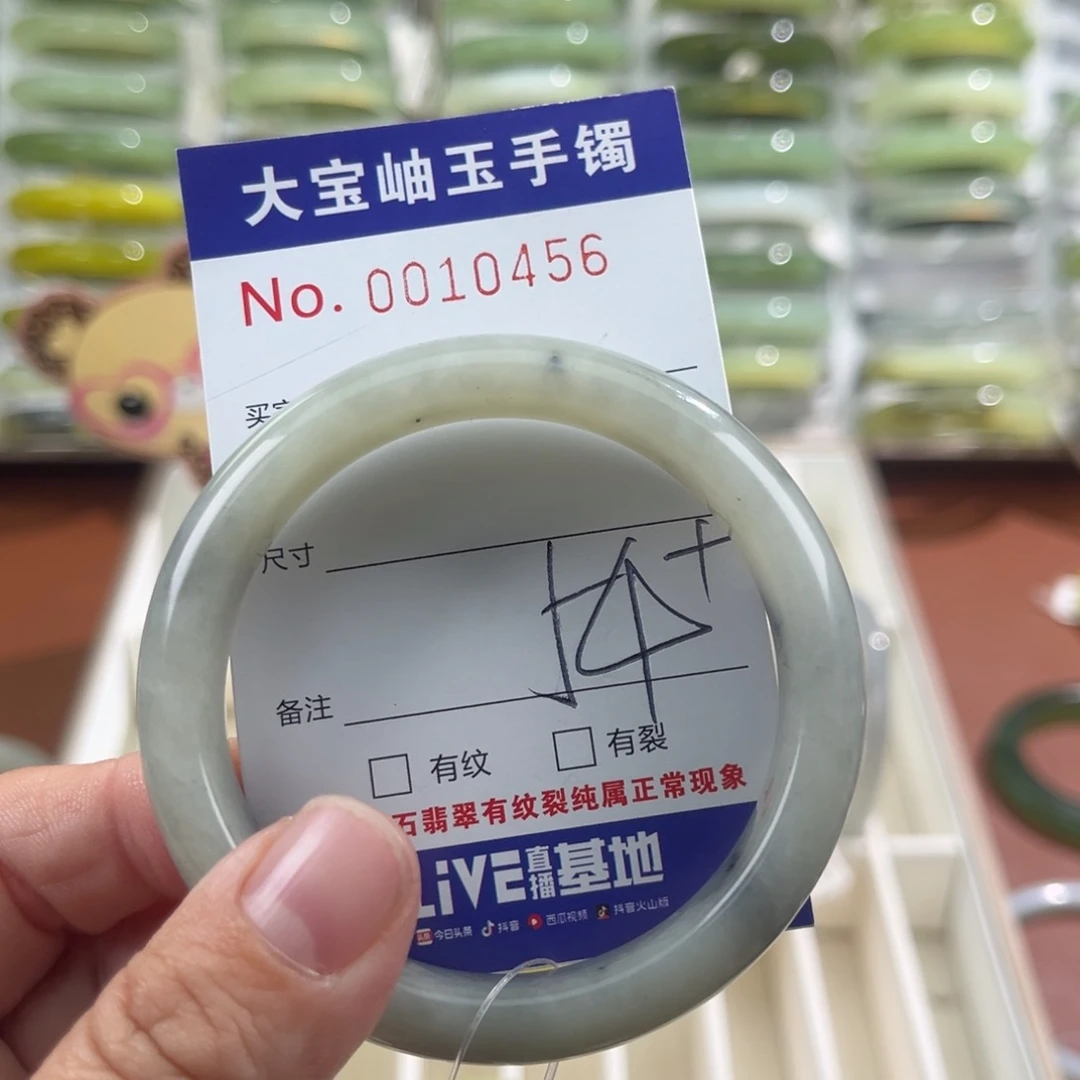 大宝岫玉手镯
No. 0010456
尺寸
备注
有纹 有裂
石翡翠有纹裂纯属正常现象
LiVE直播基地
今日头条 抖音 西瓜视频 抖音火山版